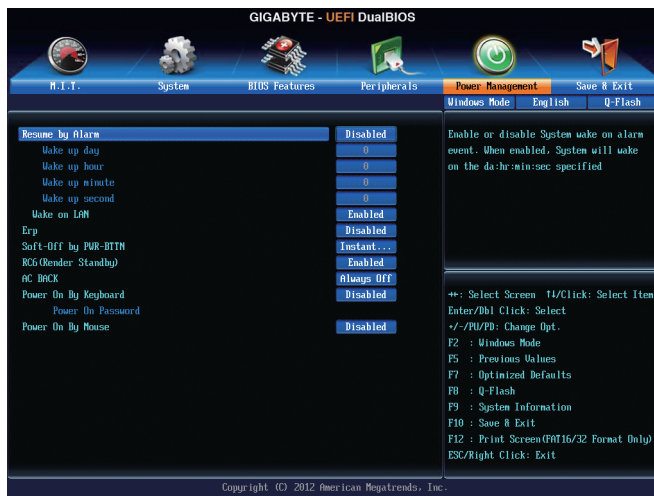 GIGABYTE - UEFI DualBIOS
M.I.T.
System
BIOS Features
Peripherals
Power Management
Save & Exit
Windows Mode
English
Q-Flash
Resume by Alarm Disabled
Wake up day 0
Wake up hour 0
Wake up minute 0
Wake up second 0
Wake on LAN Enabled
Erp Disabled
Soft-Off by PWR-BTTN Instant...
RC6(Render Standby) Enabled
AC BACK Always Off
Power On By Keyboard Disabled
Power On Password
Power On By Mouse Disabled
Enable or disable System wake on alarm
event. When enabled, System will wake
on the da:hr:min:sec specified
→←: Select Screen ↑↓/Click: Select Item
Enter/Dbl Click: Select
+/-/PU/PD: Change Opt.
F2 : Windows Mode
F5 : Previous Values
F7 : Optimized Defaults
F8 : Q-Flash
F9 : System Information
F10 : Save & Exit
F12 : Print Screen(FAT16/32 Format Only)
ESC/Right Click: Exit
Copyright (C) 2012 American Megatrends, Inc.